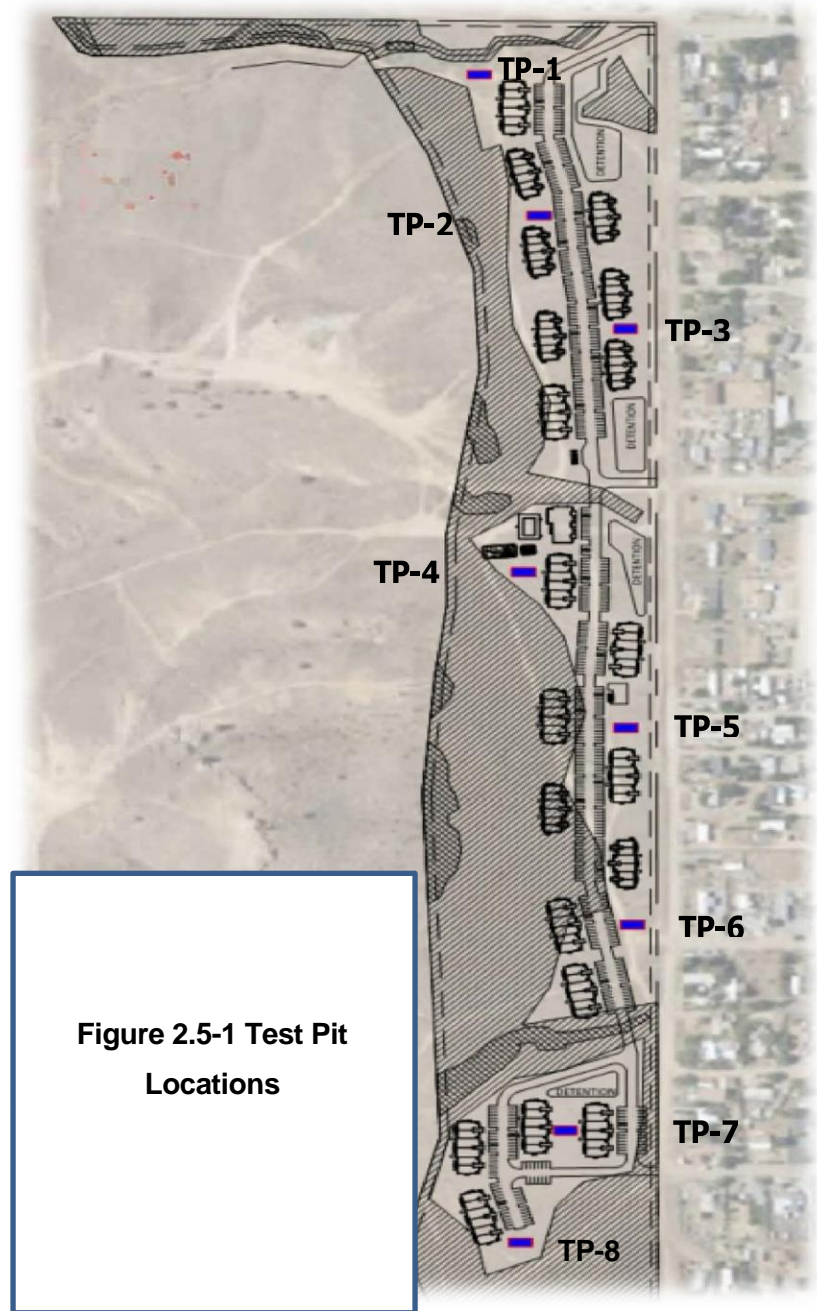 TP-1
DETENTION
TP-2
TP-3
DETENTION
TP-4
DETENTION
TP-5
TP-6
Figure 2.5-1 Test Pit
Locations
DETENTION
TP-7
TP-8